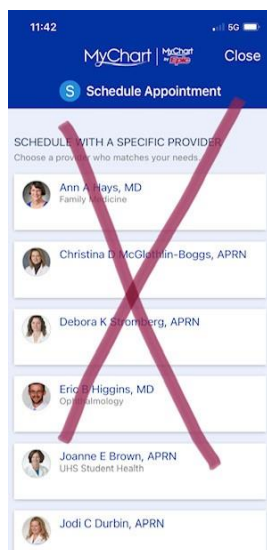 11:42
5G
MyChart | MyChart by Epic
Close
S Schedule Appointment
SCHEDULE WITH A SPECIFIC PROVIDER
Choose a provider who matches your needs.
Ann A Hays, MD
Family Medicine
Christina D McGlothlin-Boggs, APRN
Debora K Stromberg, APRN
Eric B Higgins, MD
Ophthalmology
Joanne E Brown, APRN
UHS Student Health
Jodi C Durbin, APRN